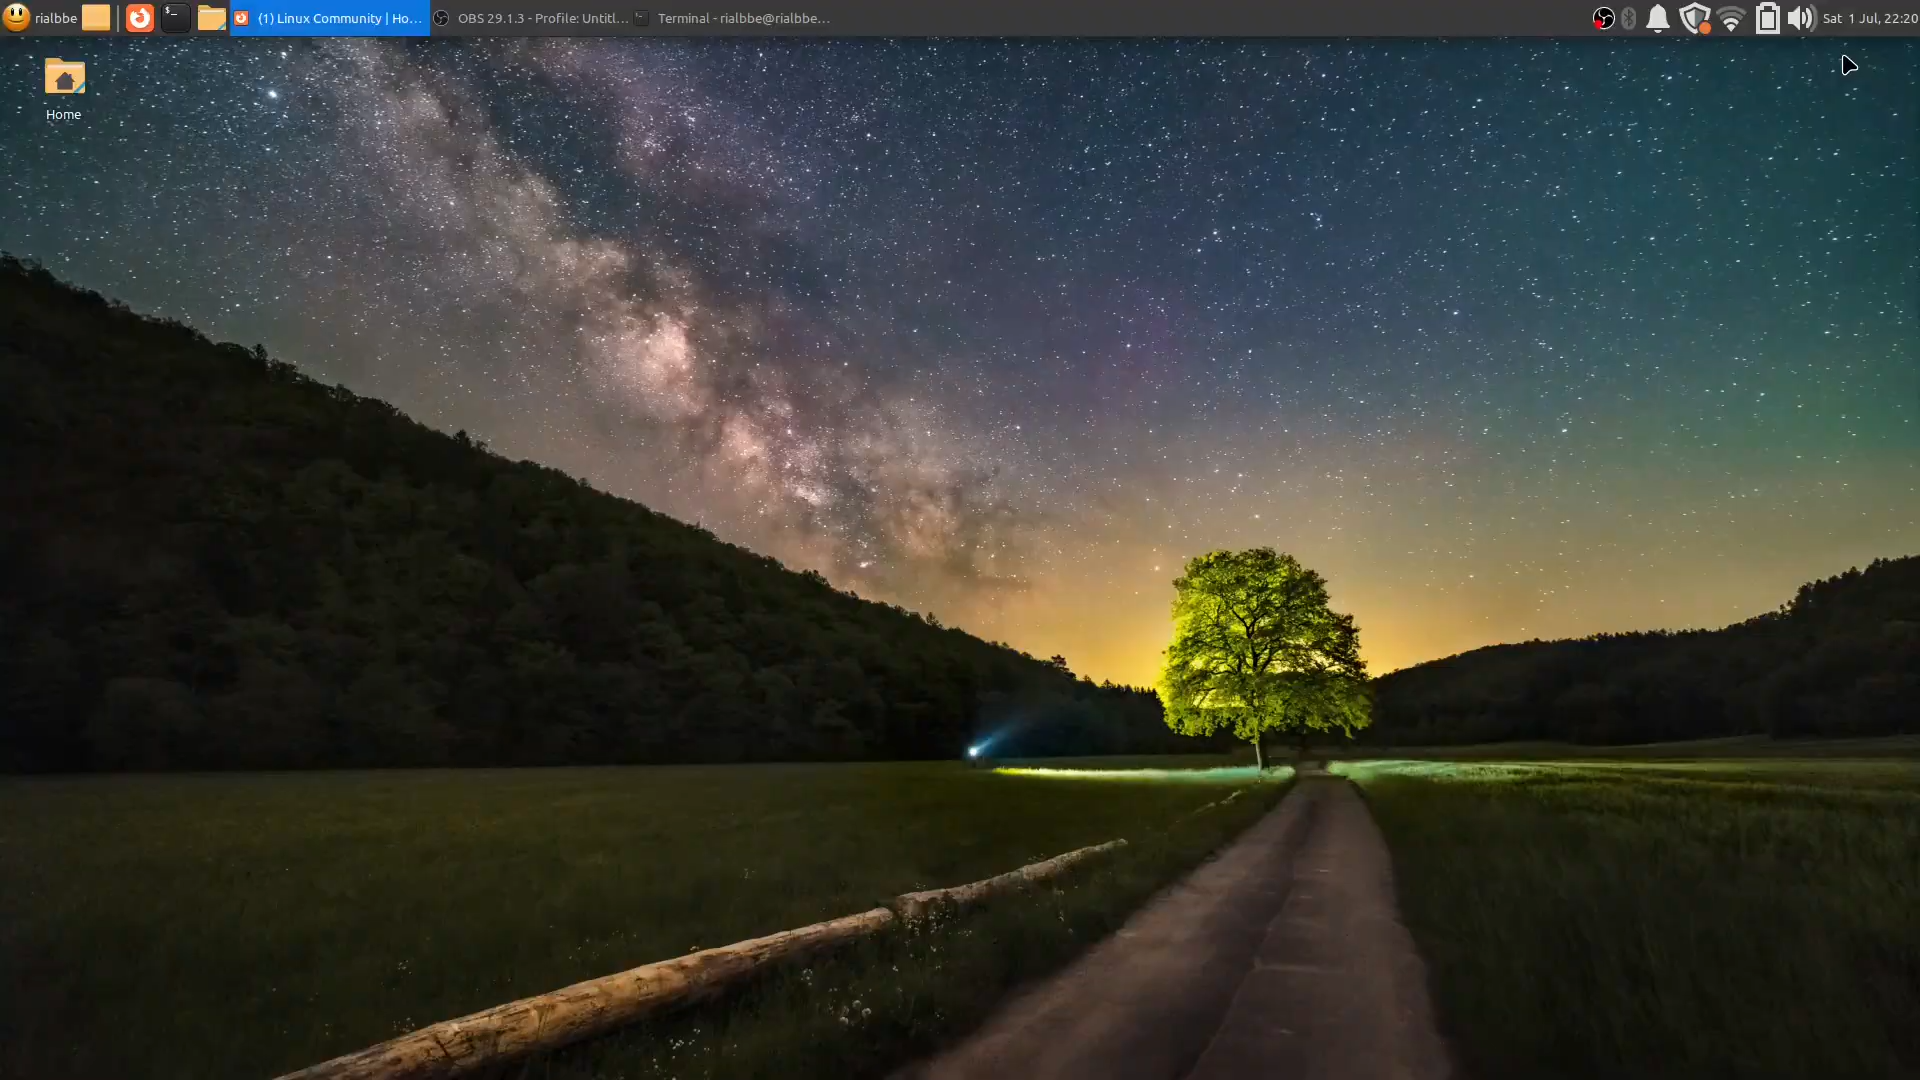 rialbbe
(1) Linux Community | Ho...
OBS 29.1.3 - Profile: Untitl...
Terminal - rialbbe@rialbbe...
Sat 1 Jul, 22:20
Home